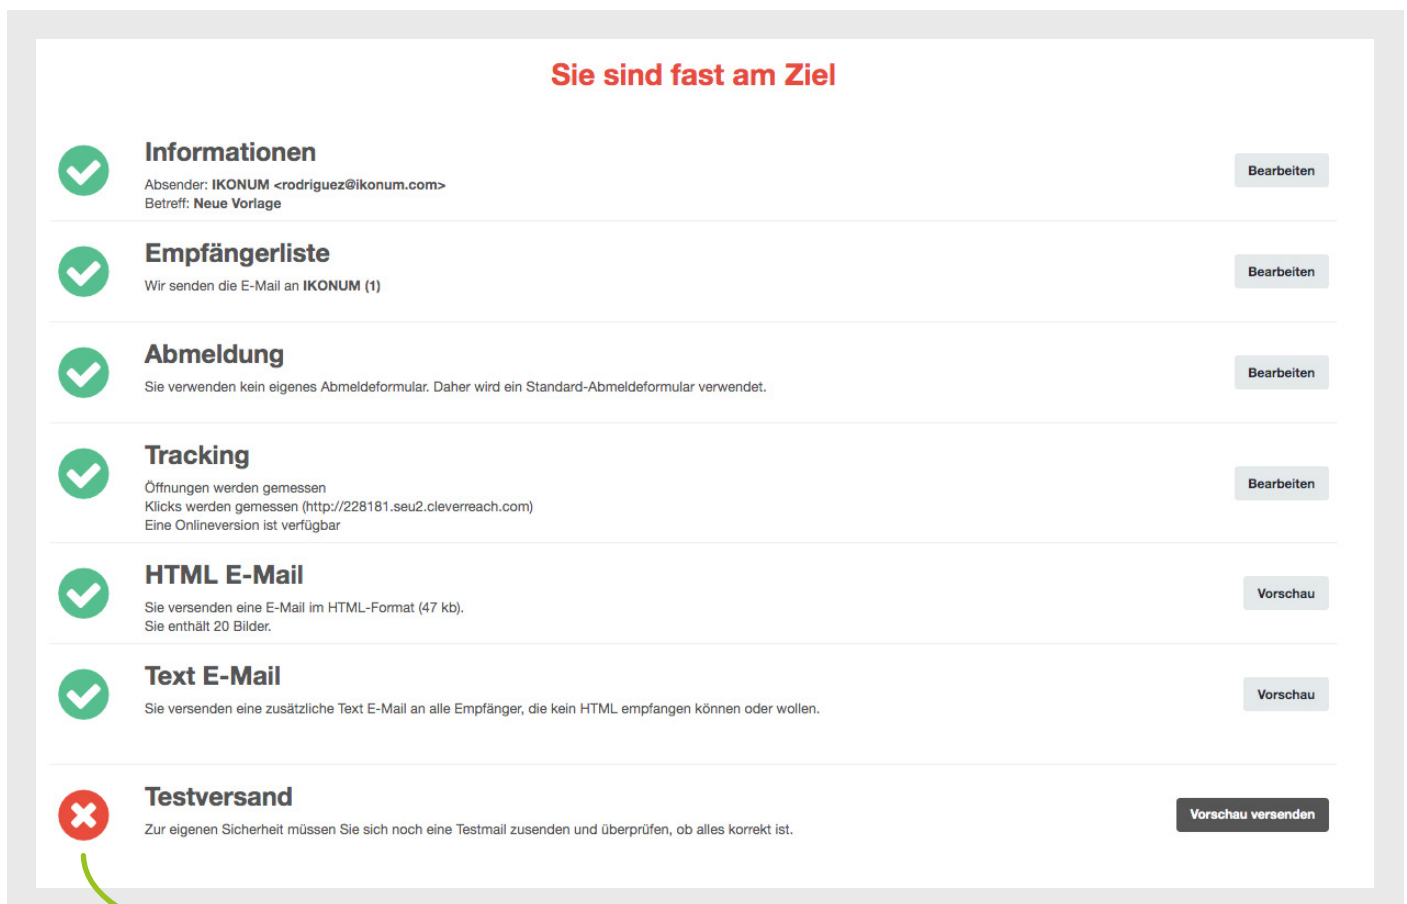 Sie sind fast am Ziel
Informationen
Absender: IKONUM <rodriguez@ikonum.com>
Betreff: Neue Vorlage
Bearbeiten
Empfängerliste
Wir senden die E-Mail an IKONUM (1)
Bearbeiten
Abmeldung
Sie verwenden kein eigenes Abmeldeformular. Daher wird ein Standard-Abmeldeformular verwendet.
Bearbeiten
Tracking
Öffnungen werden gemessen
Klicks werden gemessen (http://228181.seu2.cleverreach.com)
Eine Onlineversion ist verfügbar
Bearbeiten
HTML E-Mail
Sie versenden eine E-Mail im HTML-Format (47 kb).
Sie enthält 20 Bilder.
Vorschau
Text E-Mail
Sie versenden eine zusätzliche Text E-Mail an alle Empfänger, die kein HTML empfangen können oder wollen.
Vorschau
Testversand
Zur eigenen Sicherheit müssen Sie sich noch eine Testmail zusenden und überprüfen, ob alles korrekt ist.
Vorschau versenden